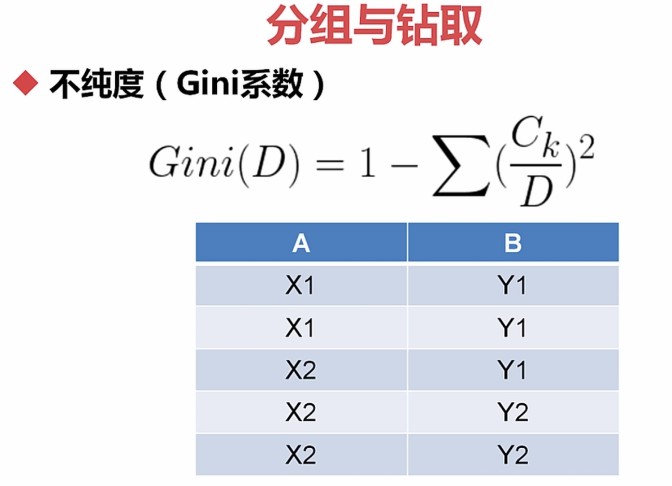 分组与钻取
◆ 不纯度（Gini系数）
Gini(D) = 1 − ∑(C_k/D)^2
A B
X1 Y1
X1 Y1
X2 Y1
X2 Y2
X2 Y2